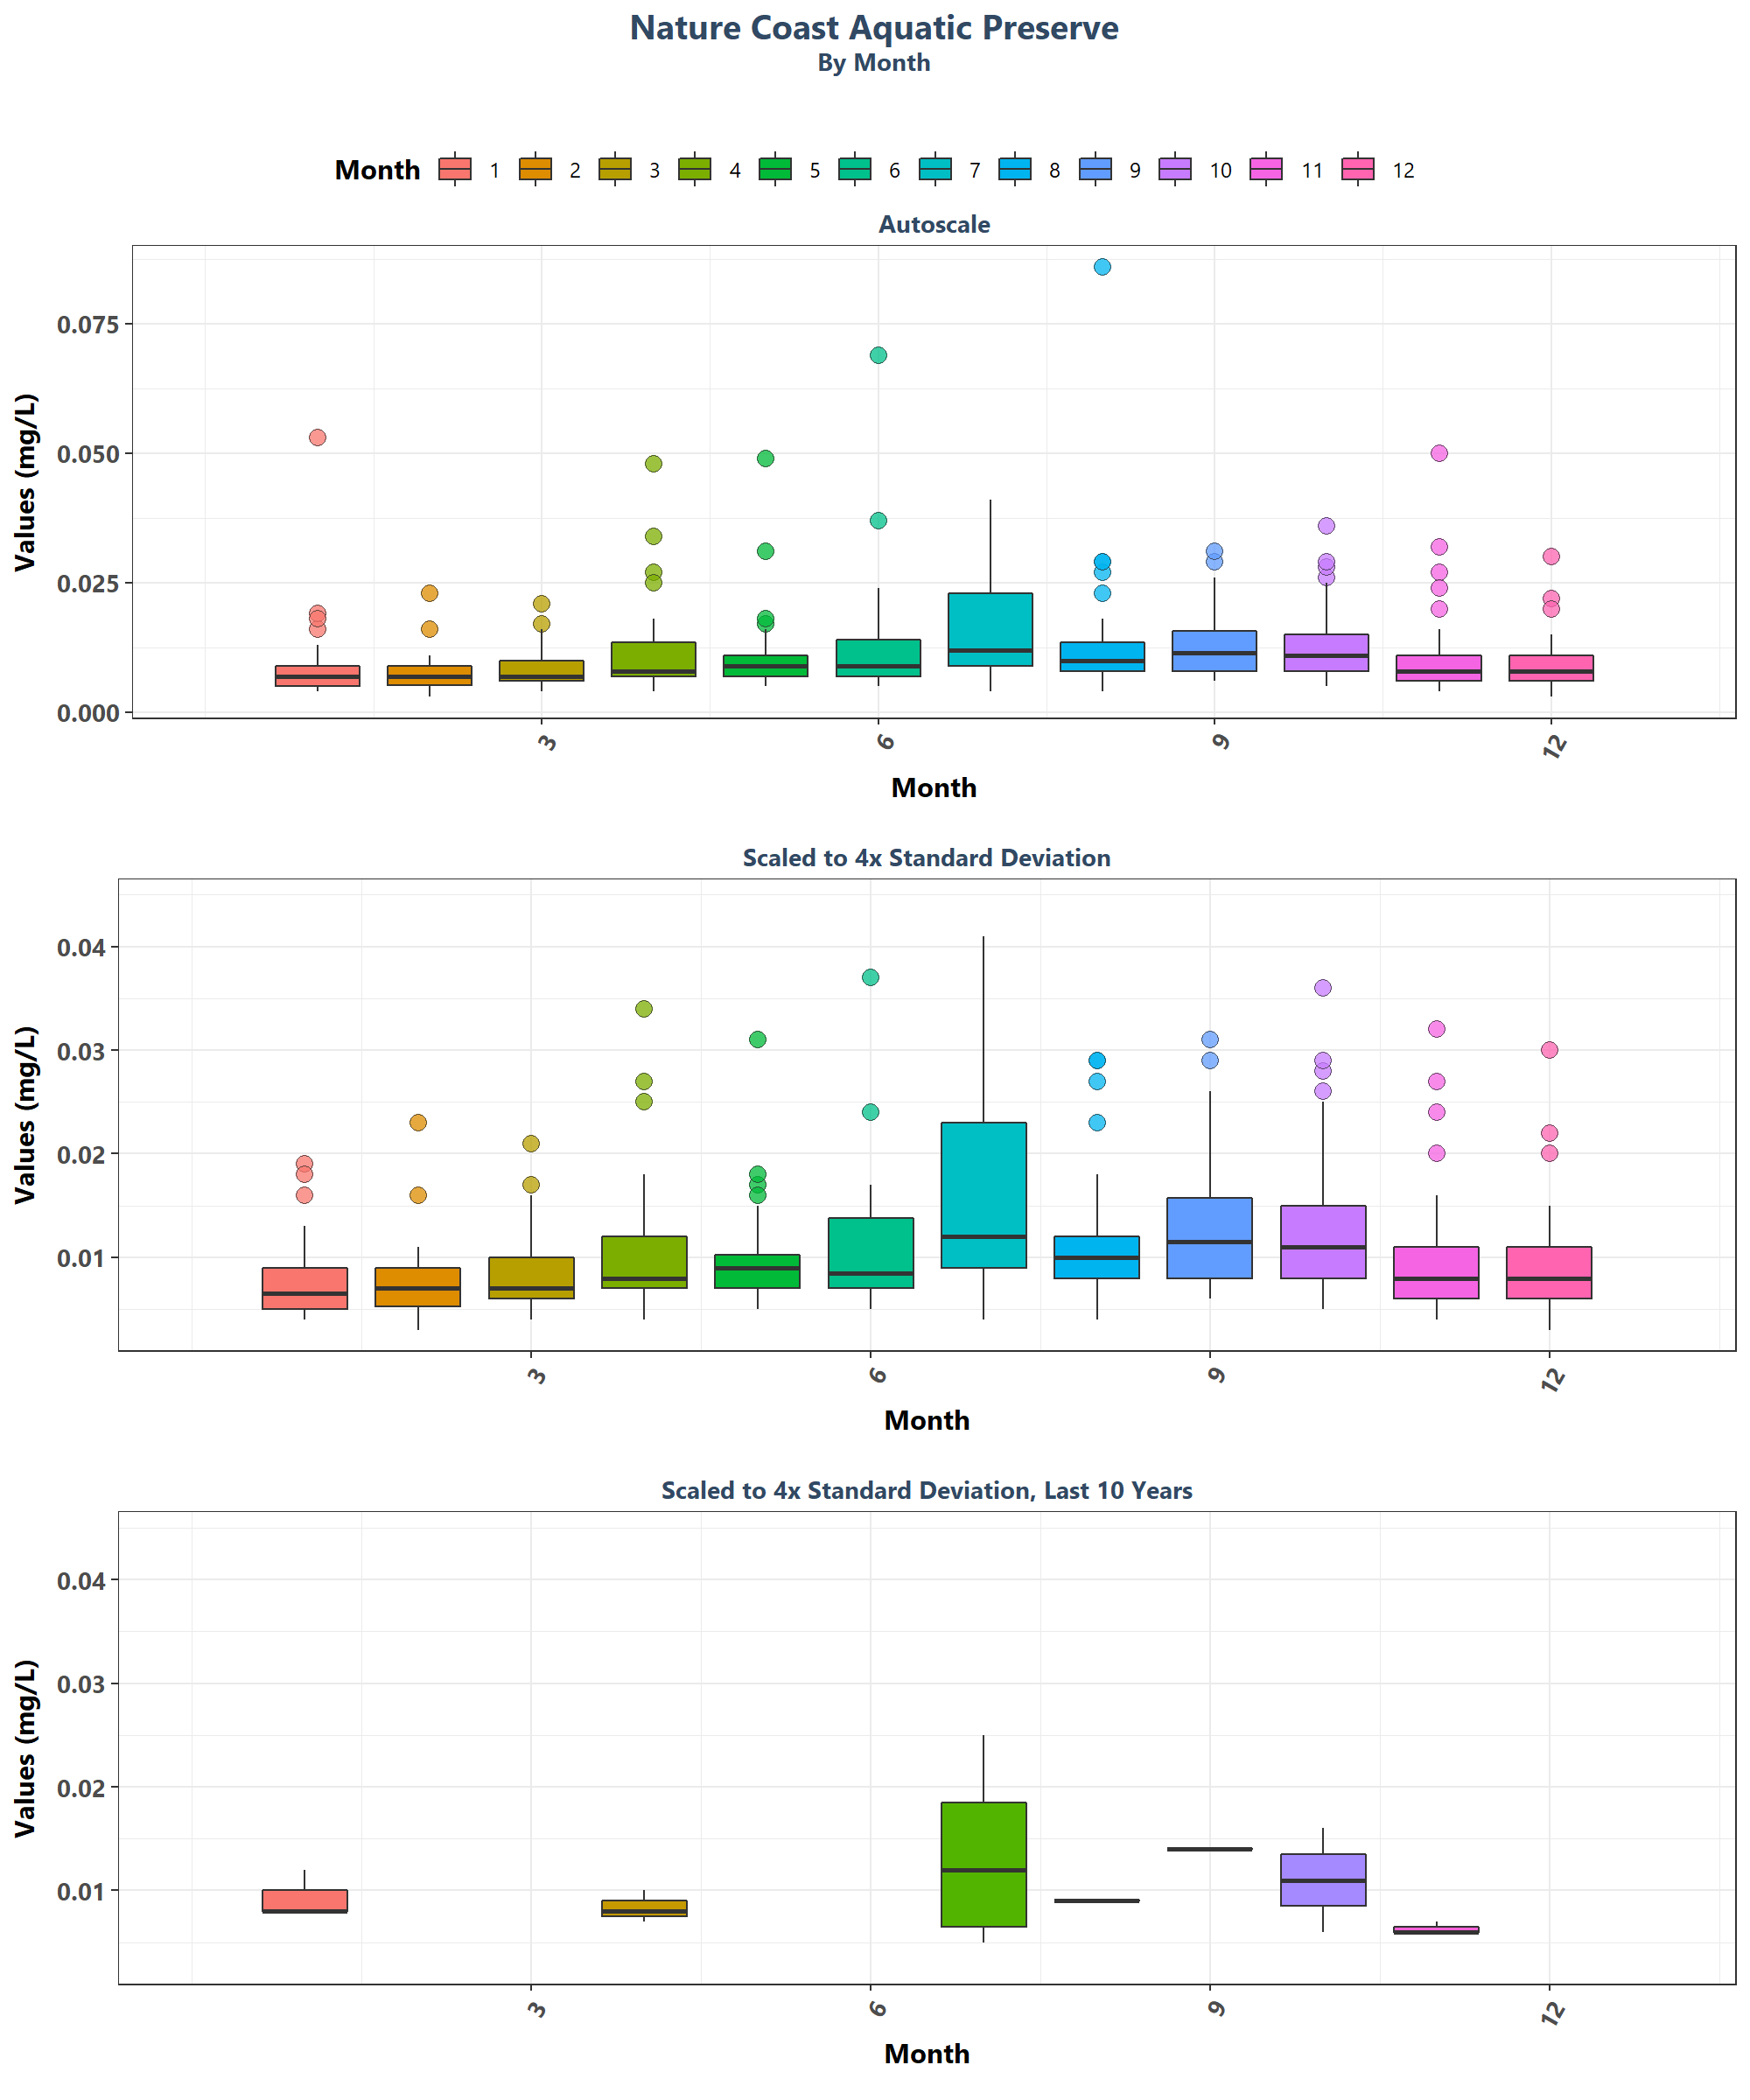 Nature Coast Aquatic Preserve
By Month
Month 1 2 3 4 5 6 7 8 9 10 11 12
Autoscale
Values (mg/L)
0.075
0.050
0.025
0.000
3 6 9 12
Month
Scaled to 4x Standard Deviation
Values (mg/L)
0.04
0.03
0.02
0.01
3 6 9 12
Month
Scaled to 4x Standard Deviation, Last 10 Years
Values (mg/L)
0.04
0.03
0.02
0.01
3 6 9 12
Month